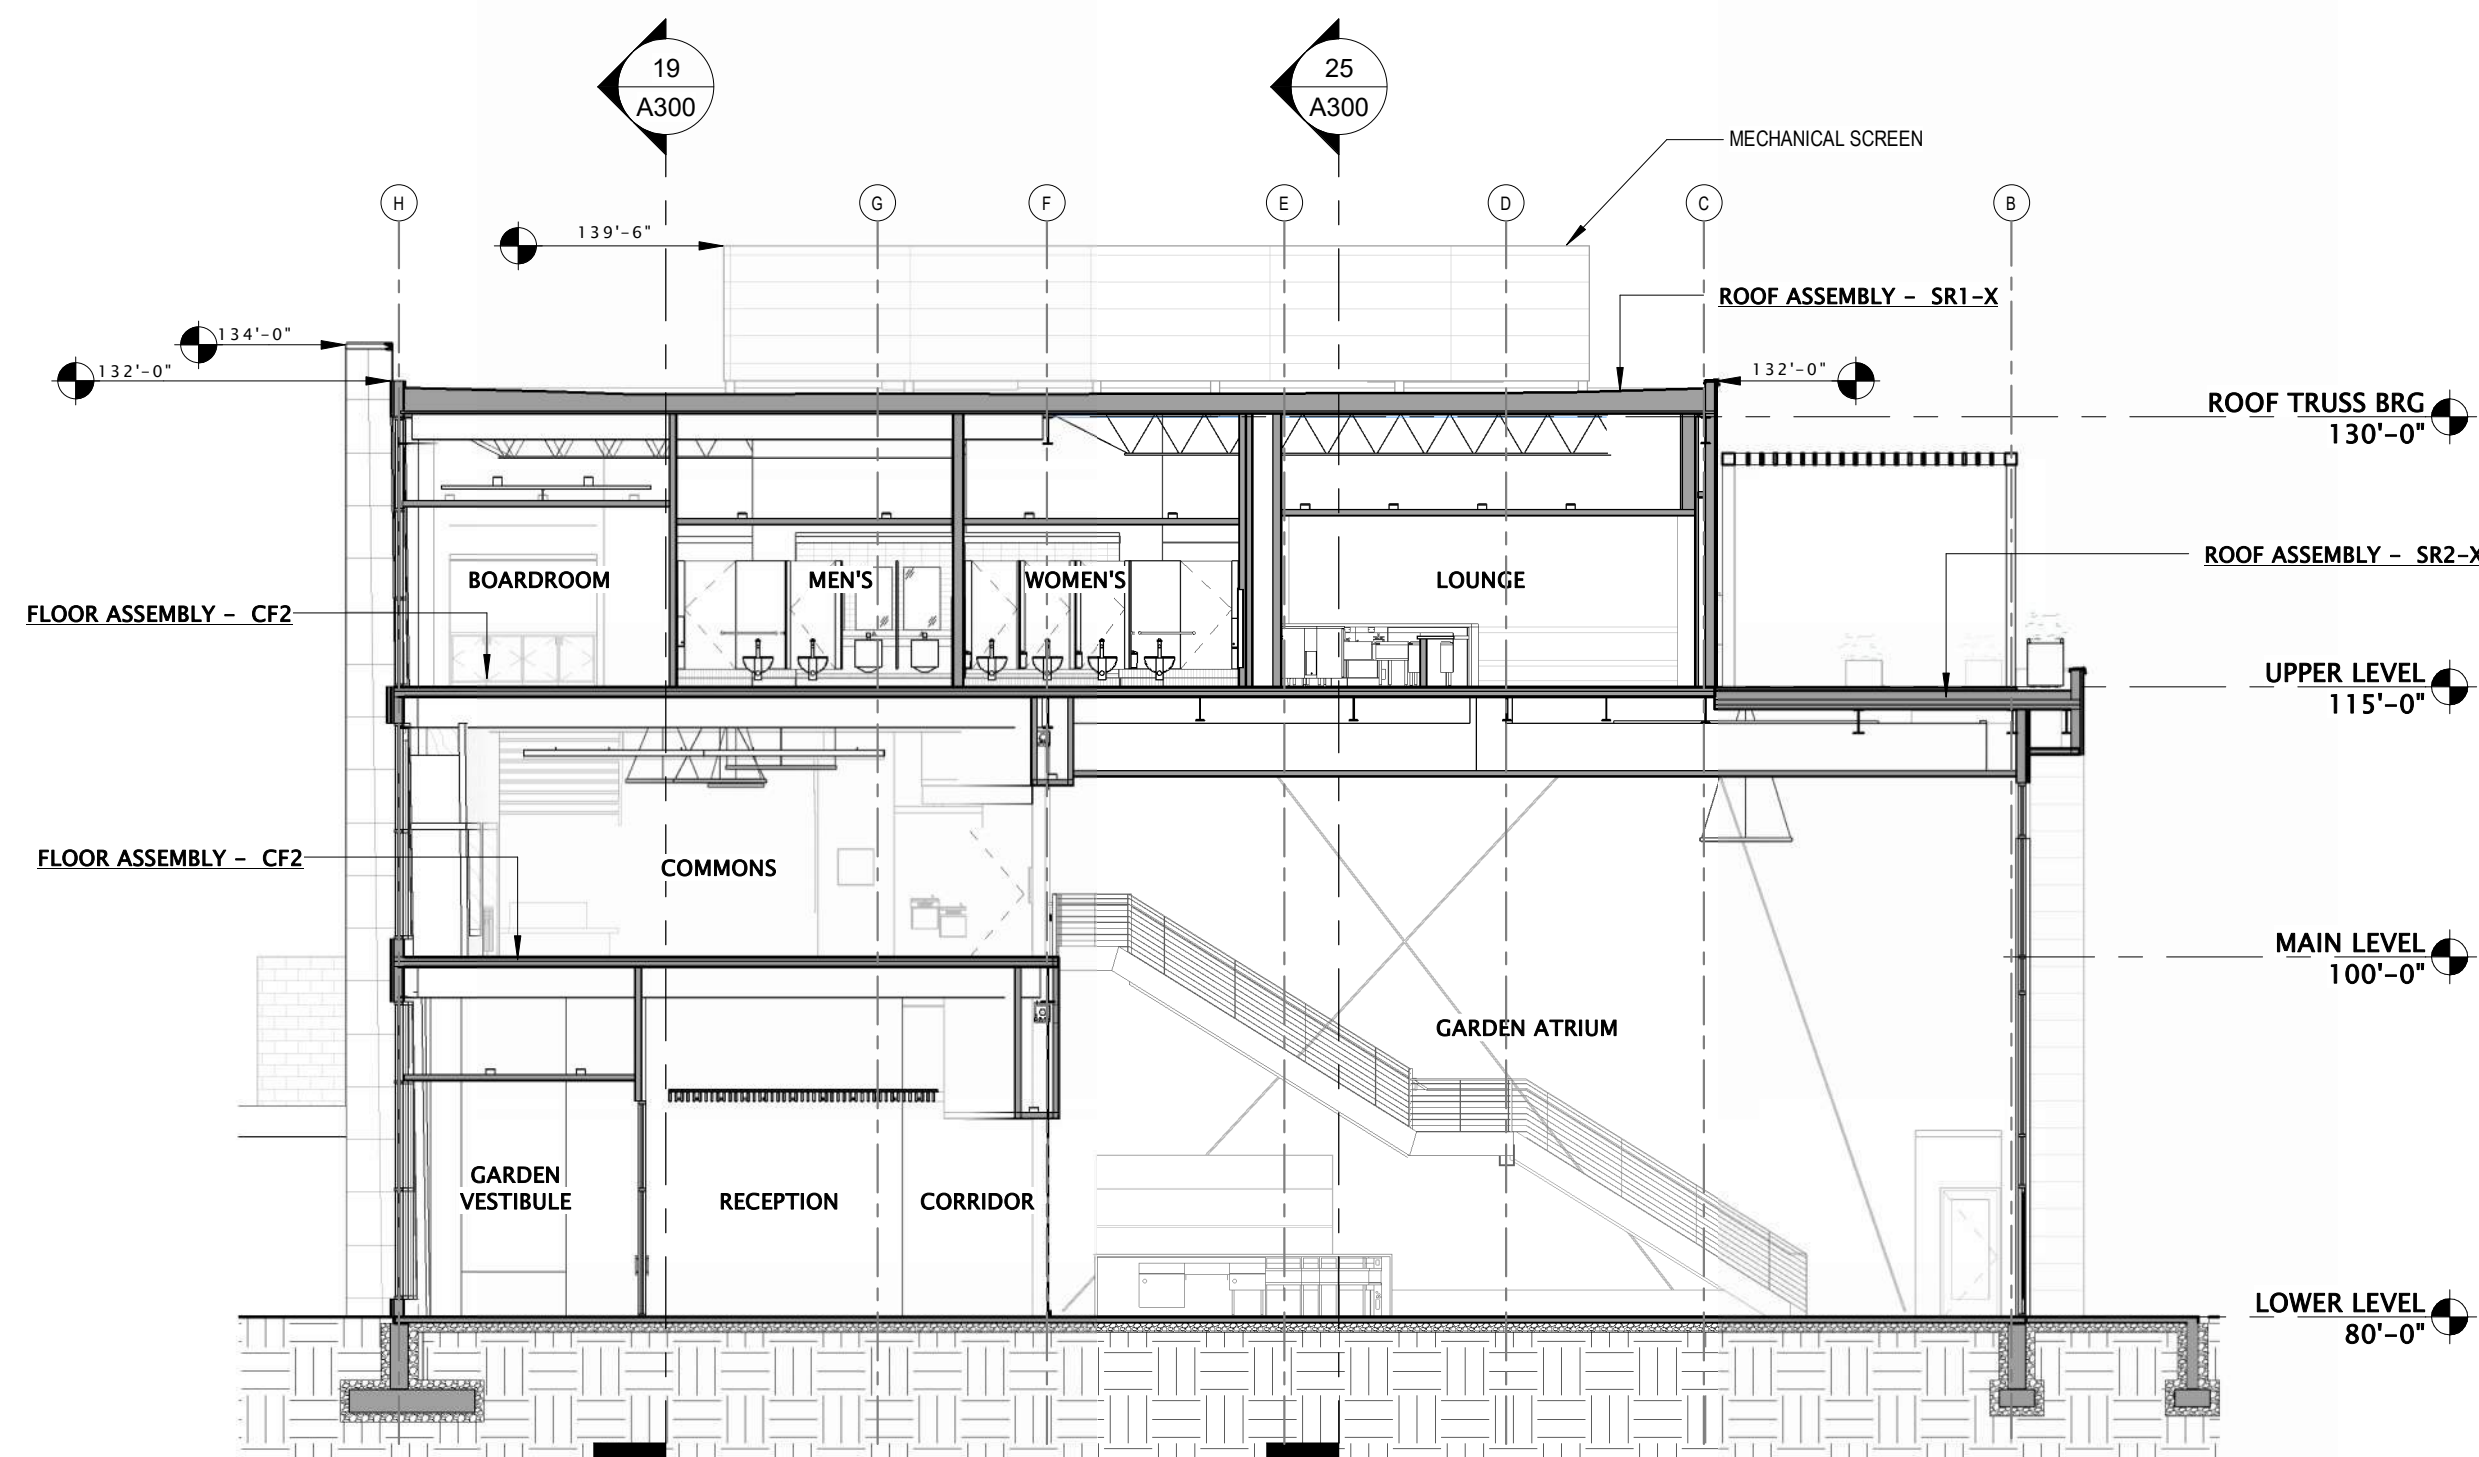 19
A300
25
A300
MECHANICAL SCREEN
H
G
F
E
D
C
B
139'-6"
ROOF ASSEMBLY - SR1-X
134'-0"
132'-0"
132'-0"
ROOF TRUSS BRG
130'-0"
ROOF ASSEMBLY - SR2-X
BOARDROOM
MEN'S
WOMEN'S
LOUNGE
FLOOR ASSEMBLY - CF2
UPPER LEVEL
115'-0"
FLOOR ASSEMBLY - CF2
COMMONS
MAIN LEVEL
100'-0"
GARDEN ATRIUM
GARDEN
VESTIBULE
RECEPTION
CORRIDOR
LOWER LEVEL
80'-0"